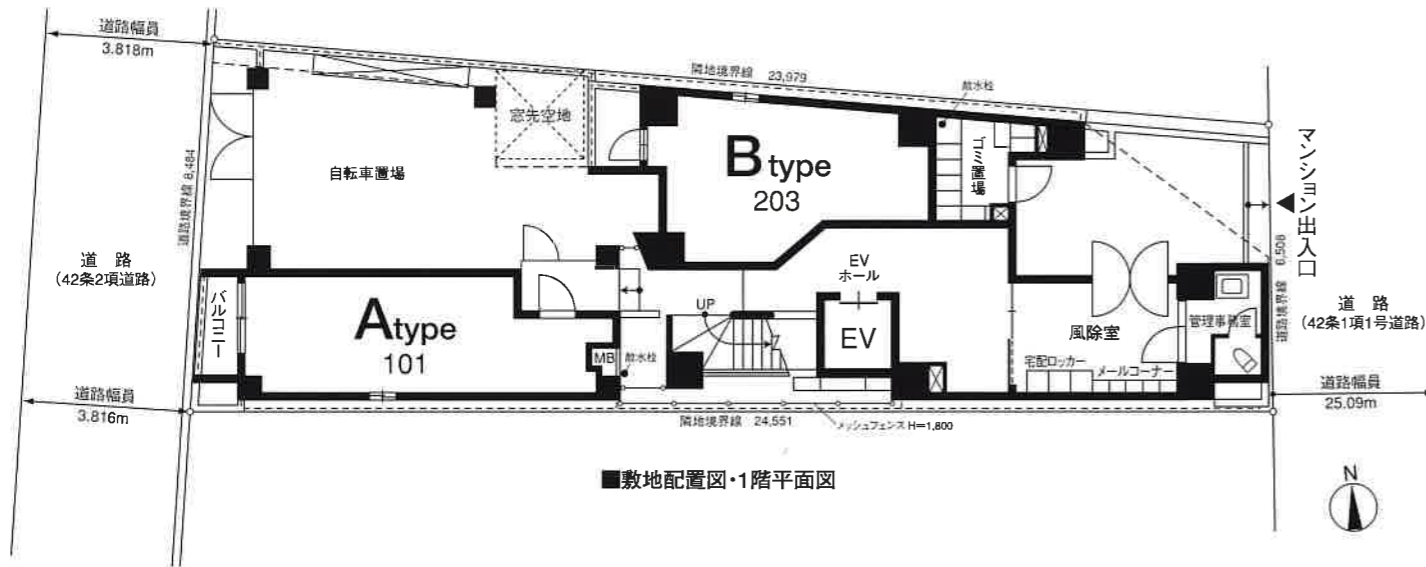 道路幅員
3.818m
隣地境界線 23,979
散水栓
窓先空地
自転車置場
B type
203
ゴミ置場
マンション出入口
道路境界線 8,484
道路境界線 6,508
道 路
(42条2項道路)
バルコニー
A type
101
MB
散水栓
UP
EV
ホール
EV
風除室
管理事務室
宅配ロッカー
メールコーナー
道 路
(42条1項1号道路)
道路幅員
3.816m
道路幅員
25.09m
隣地境界線 24,551
メッシュフェンス H=1,800
■敷地配置図・1階平面図
N